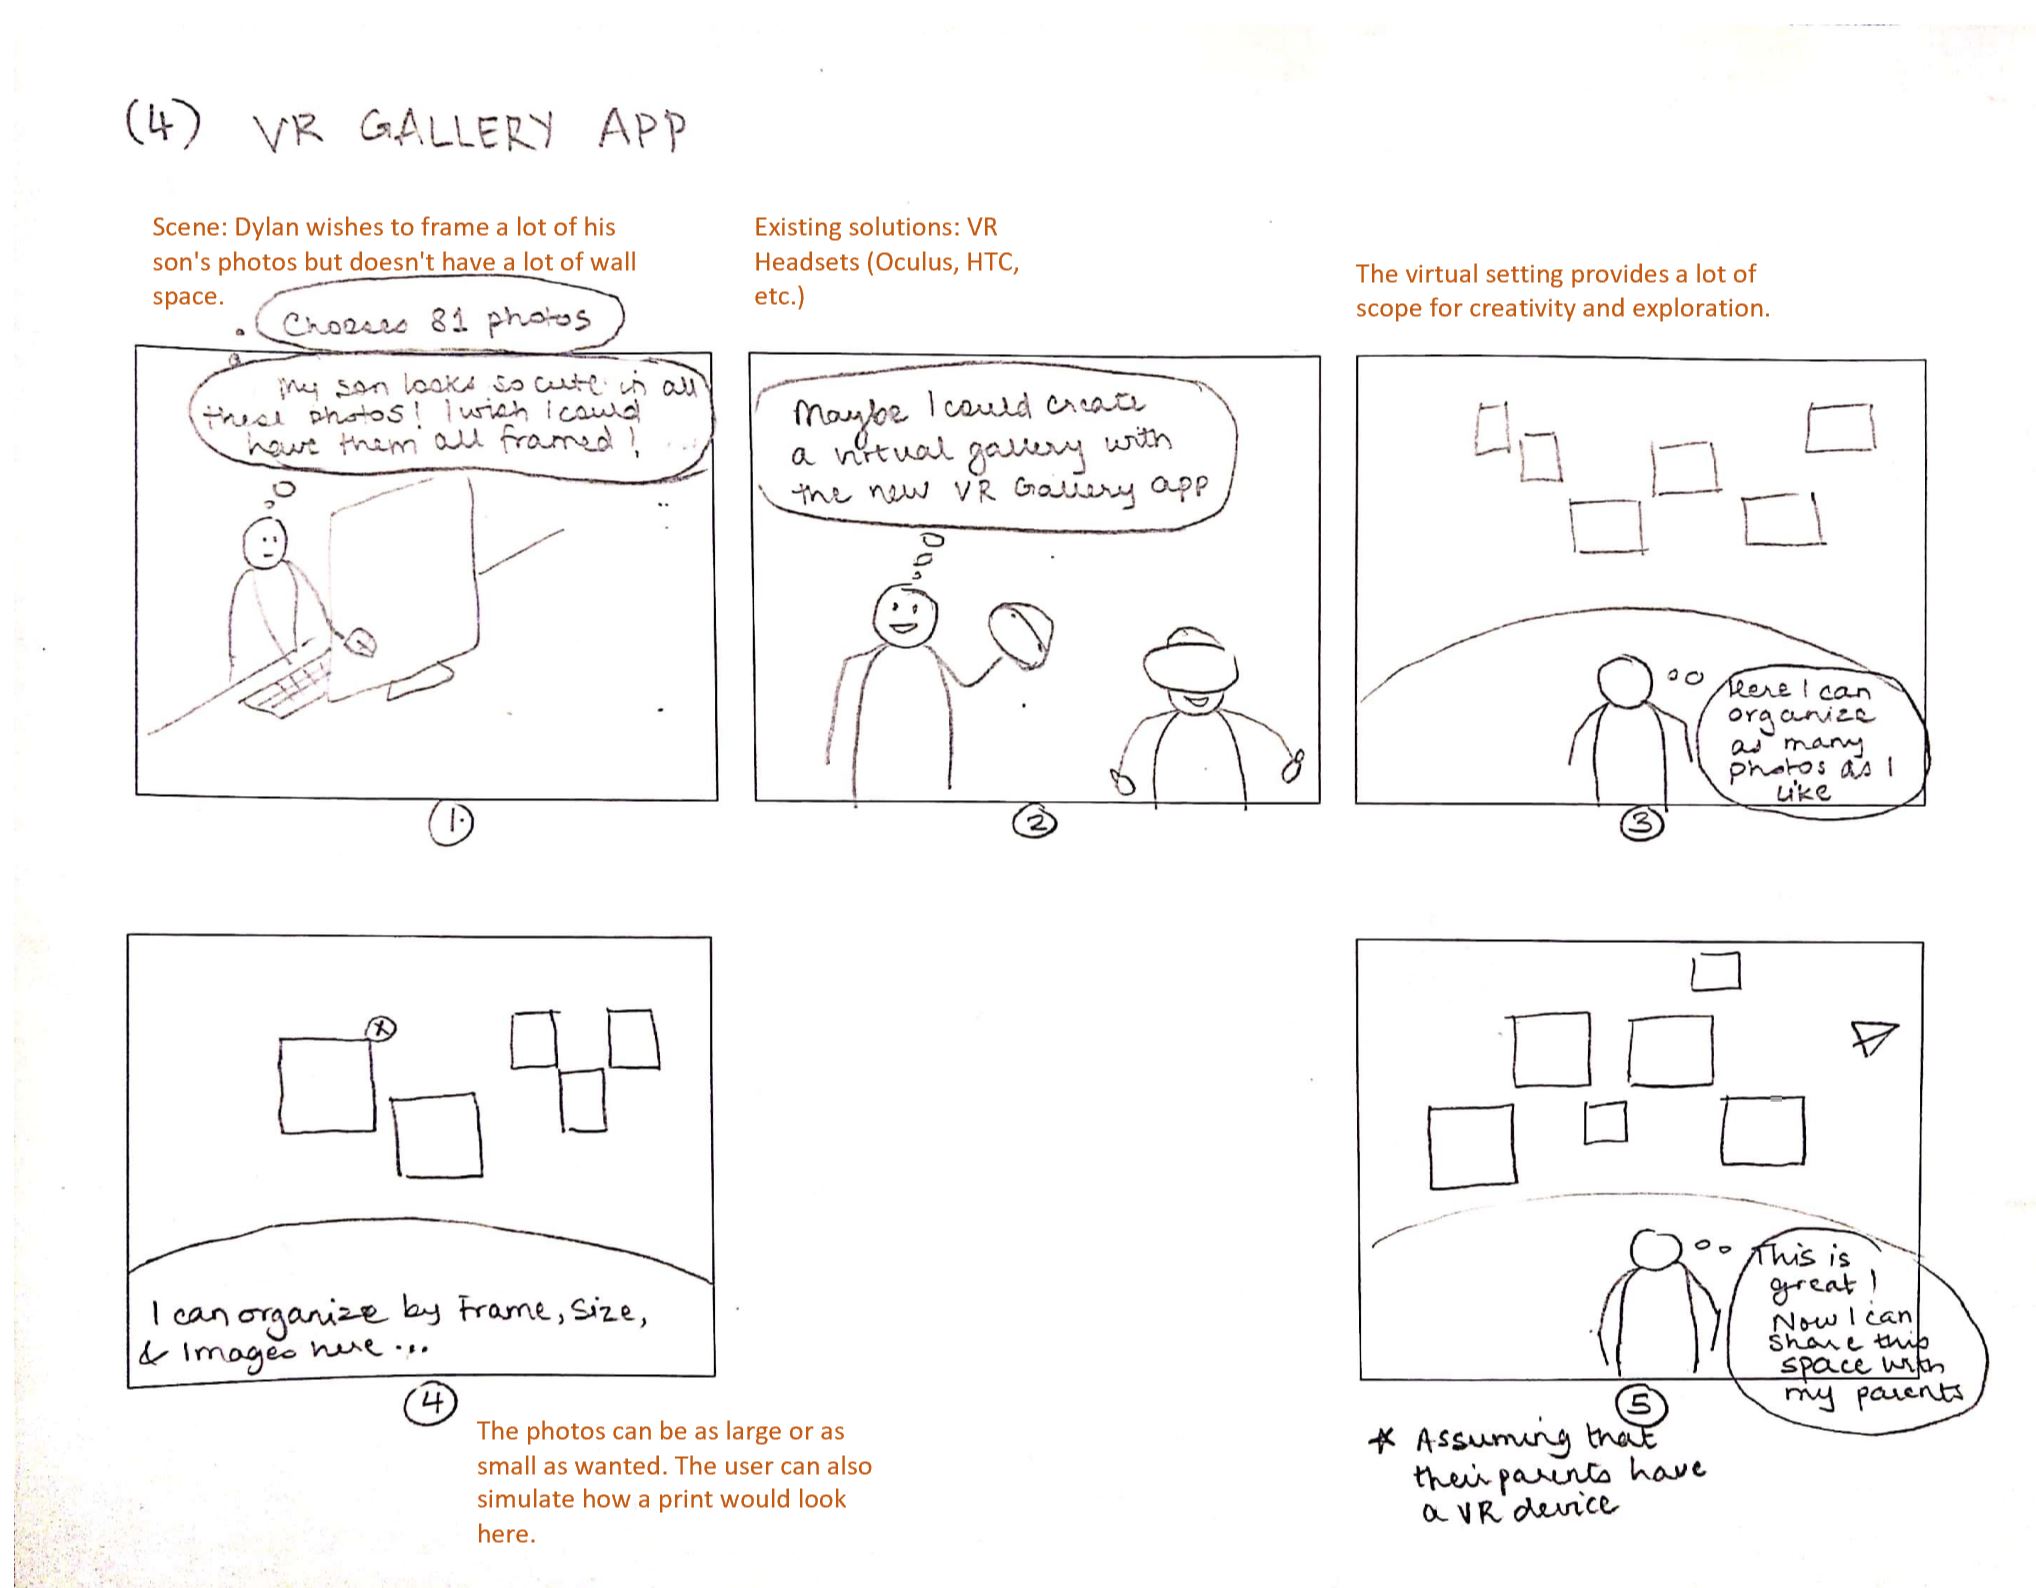 (4) VR GALLERY APP
Scene: Dylan wishes to frame a lot of his
son's photos but doesn't have a lot of wall
space.
Chooses 81 photos
My son looks so cute in all
these photos! I wish I could
have them all framed!
1
Existing solutions: VR
Headsets (Oculus, HTC,
etc.)
Maybe I could create
a virtual gallery with
the new VR Gallery app
2
The virtual setting provides a lot of
scope for creativity and exploration.
Here I can
organize
as many
photos as I
like
3
x
I can organize by Frame, Size,
& Images here ...
4
The photos can be as large or as
small as wanted. The user can also
simulate how a print would look
here.
This is
great!
Now I can
share this
space with
my parents
5
* Assuming that
their parents have
a VR device